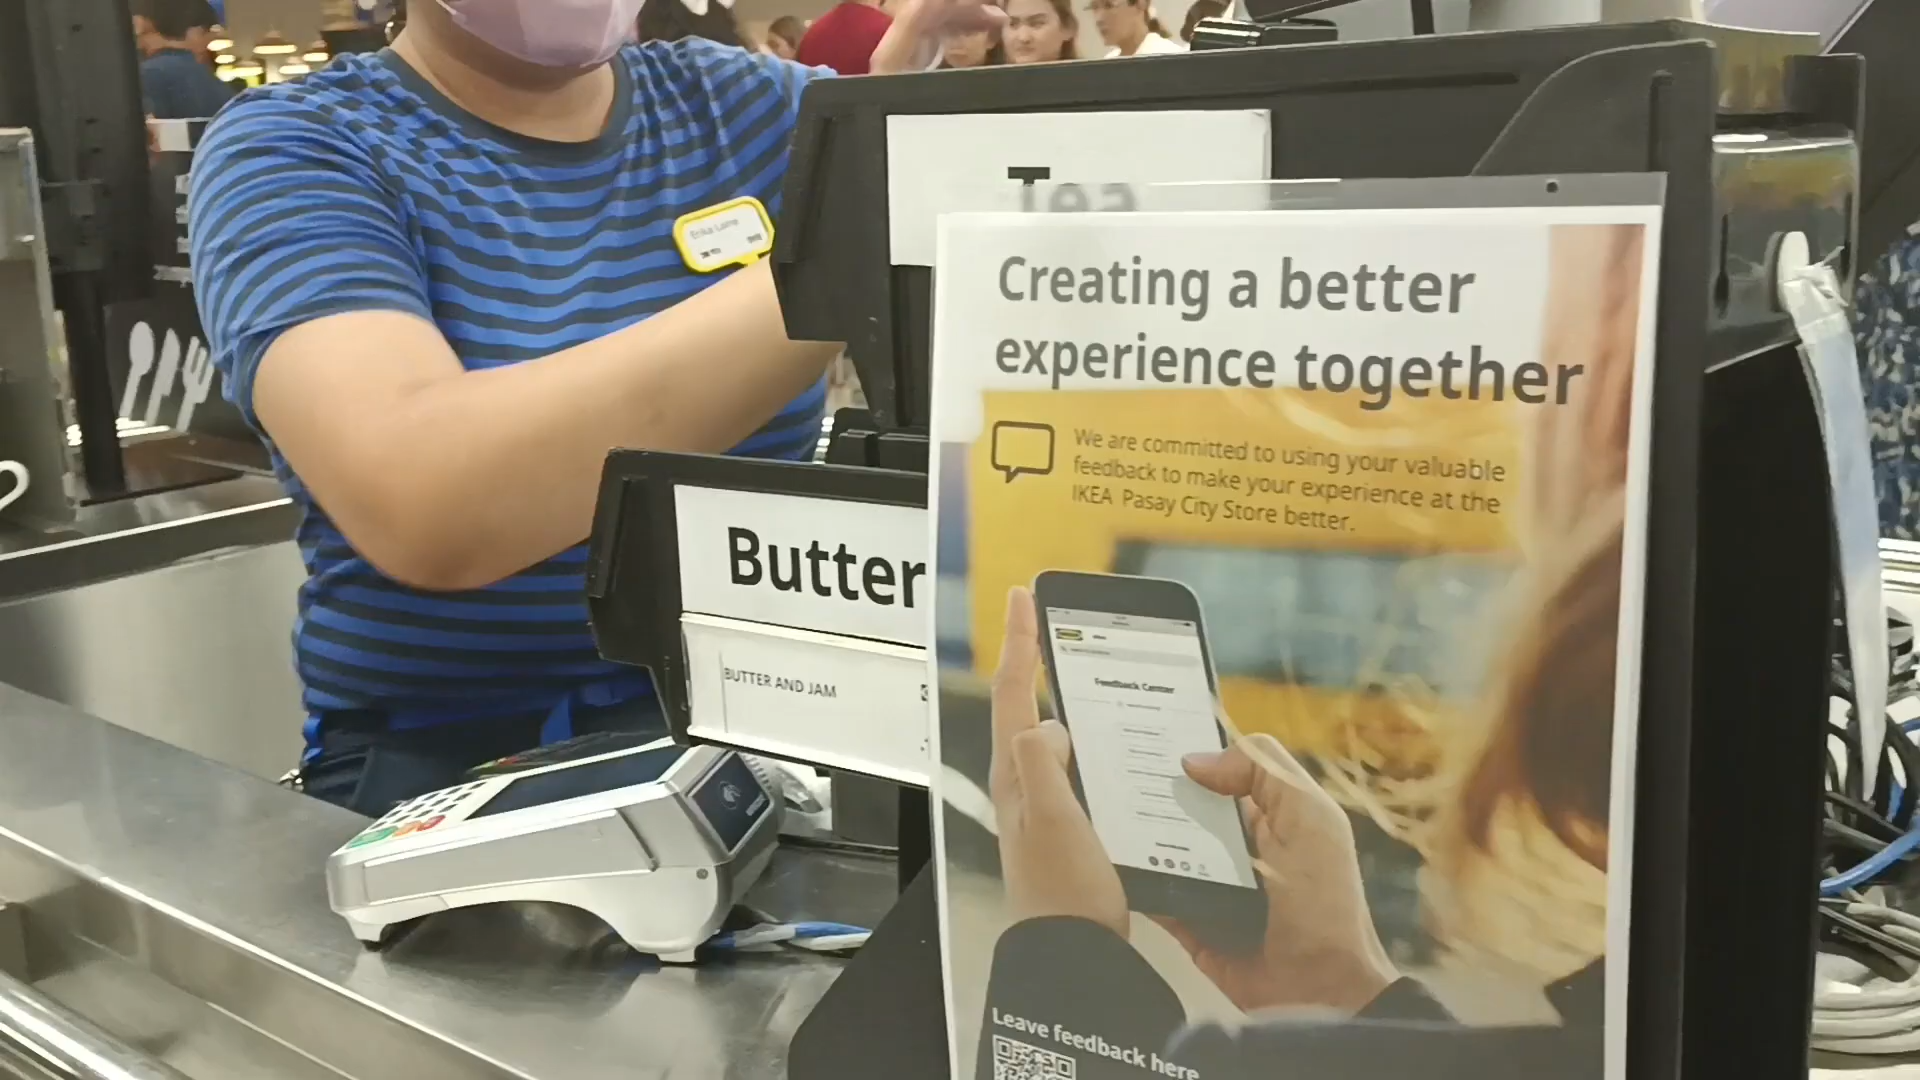 Tea
Creating a better
experience together
We are committed to using your valuable
feedback to make your experience at the
IKEA Pasay City Store better.
Butter
BUTTER AND JAM
Feedback Center
Leave feedback here